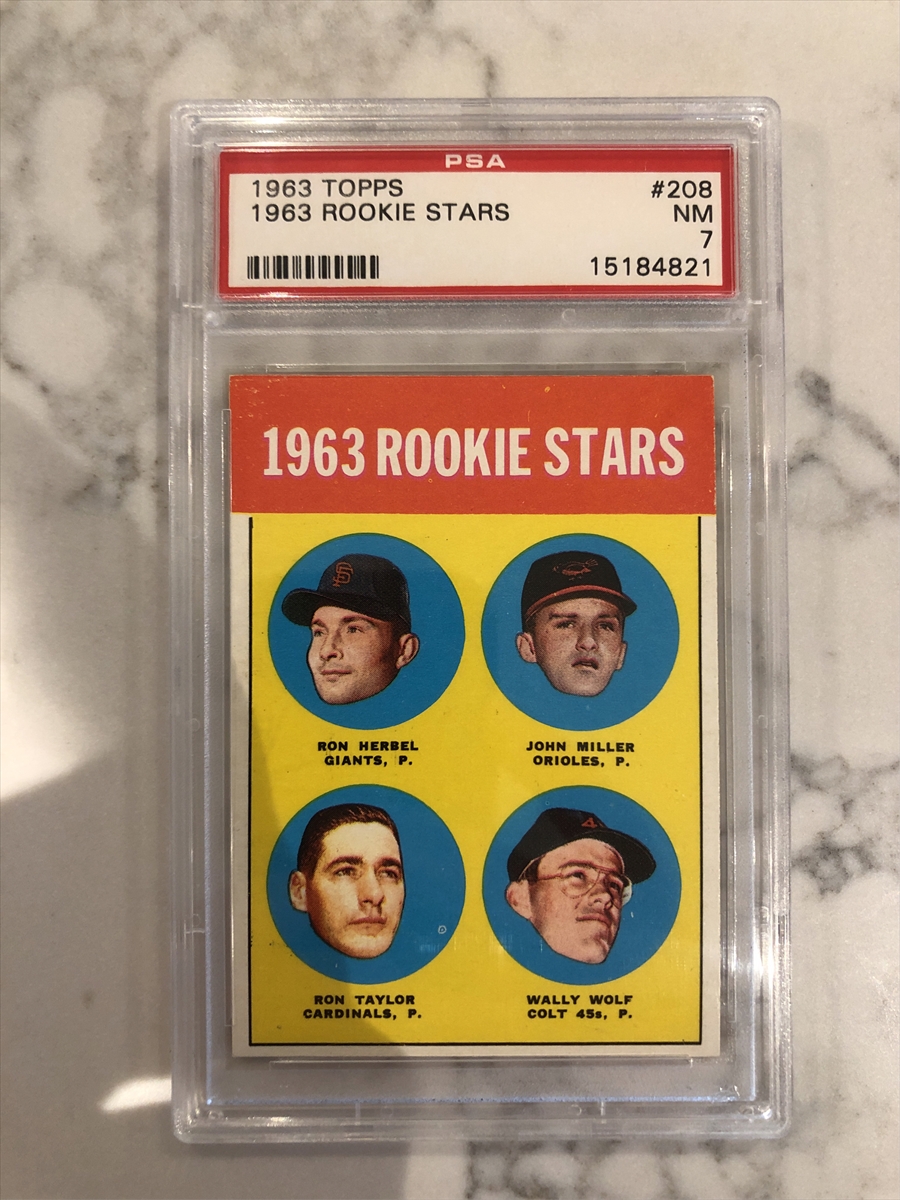 PSA
1963 TOPPS #208
1963 ROOKIE STARS NM
7
15184821
1963 ROOKIE STARS
SF
RON HERBEL
GIANTS, P.
JOHN MILLER
ORIOLES, P.
RON TAYLOR
CARDINALS, P.
WALLY WOLF
COLT 45s, P.